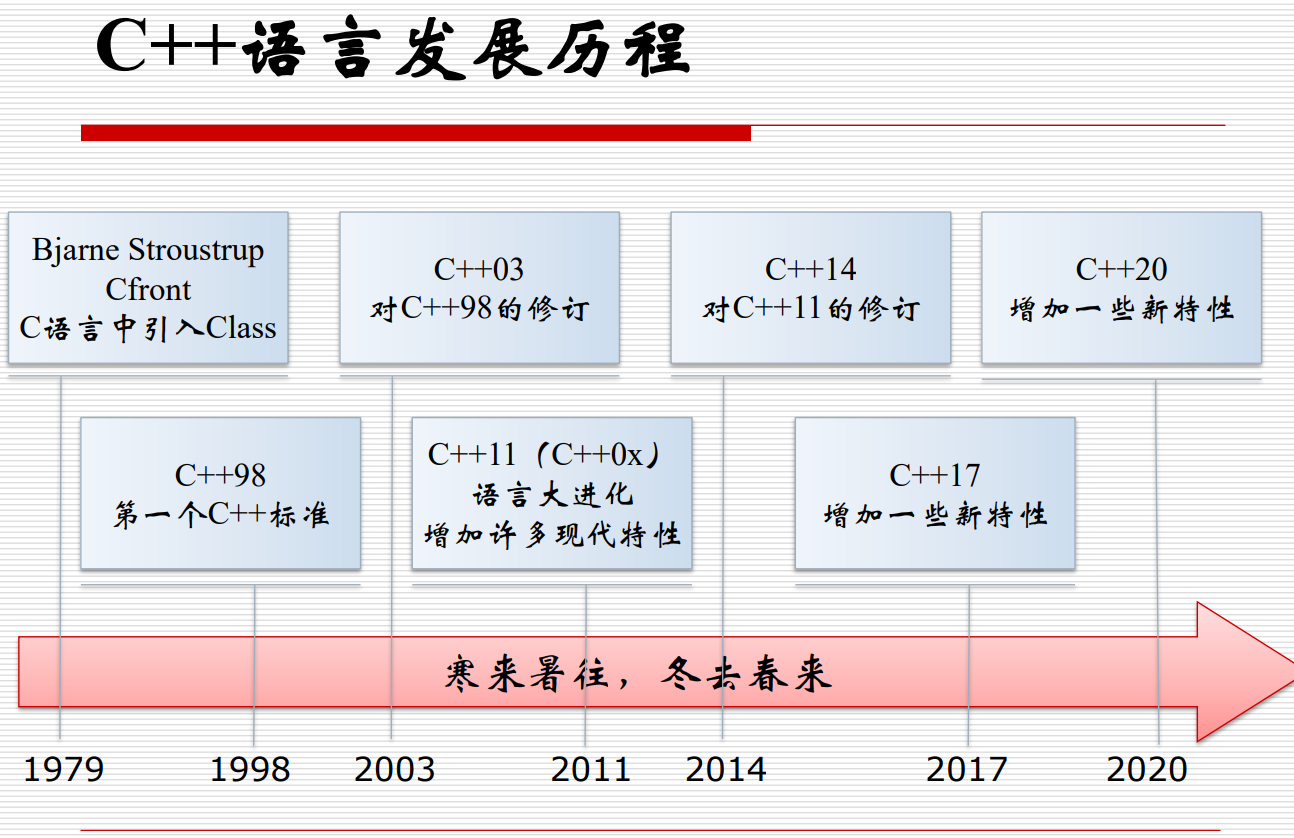 C++语言发展历程
Bjarne Stroustrup
Cfront
C语言中引入Class
C++03
对C++98的修订
C++14
对C++11的修订
C++20
增加一些新特性
C++98
第一个C++标准
C++11（C++0x）
语言大进化
增加许多现代特性
C++17
增加一些新特性
寒来暑往，冬去春来
1979
1998
2003
2011
2014
2017
2020